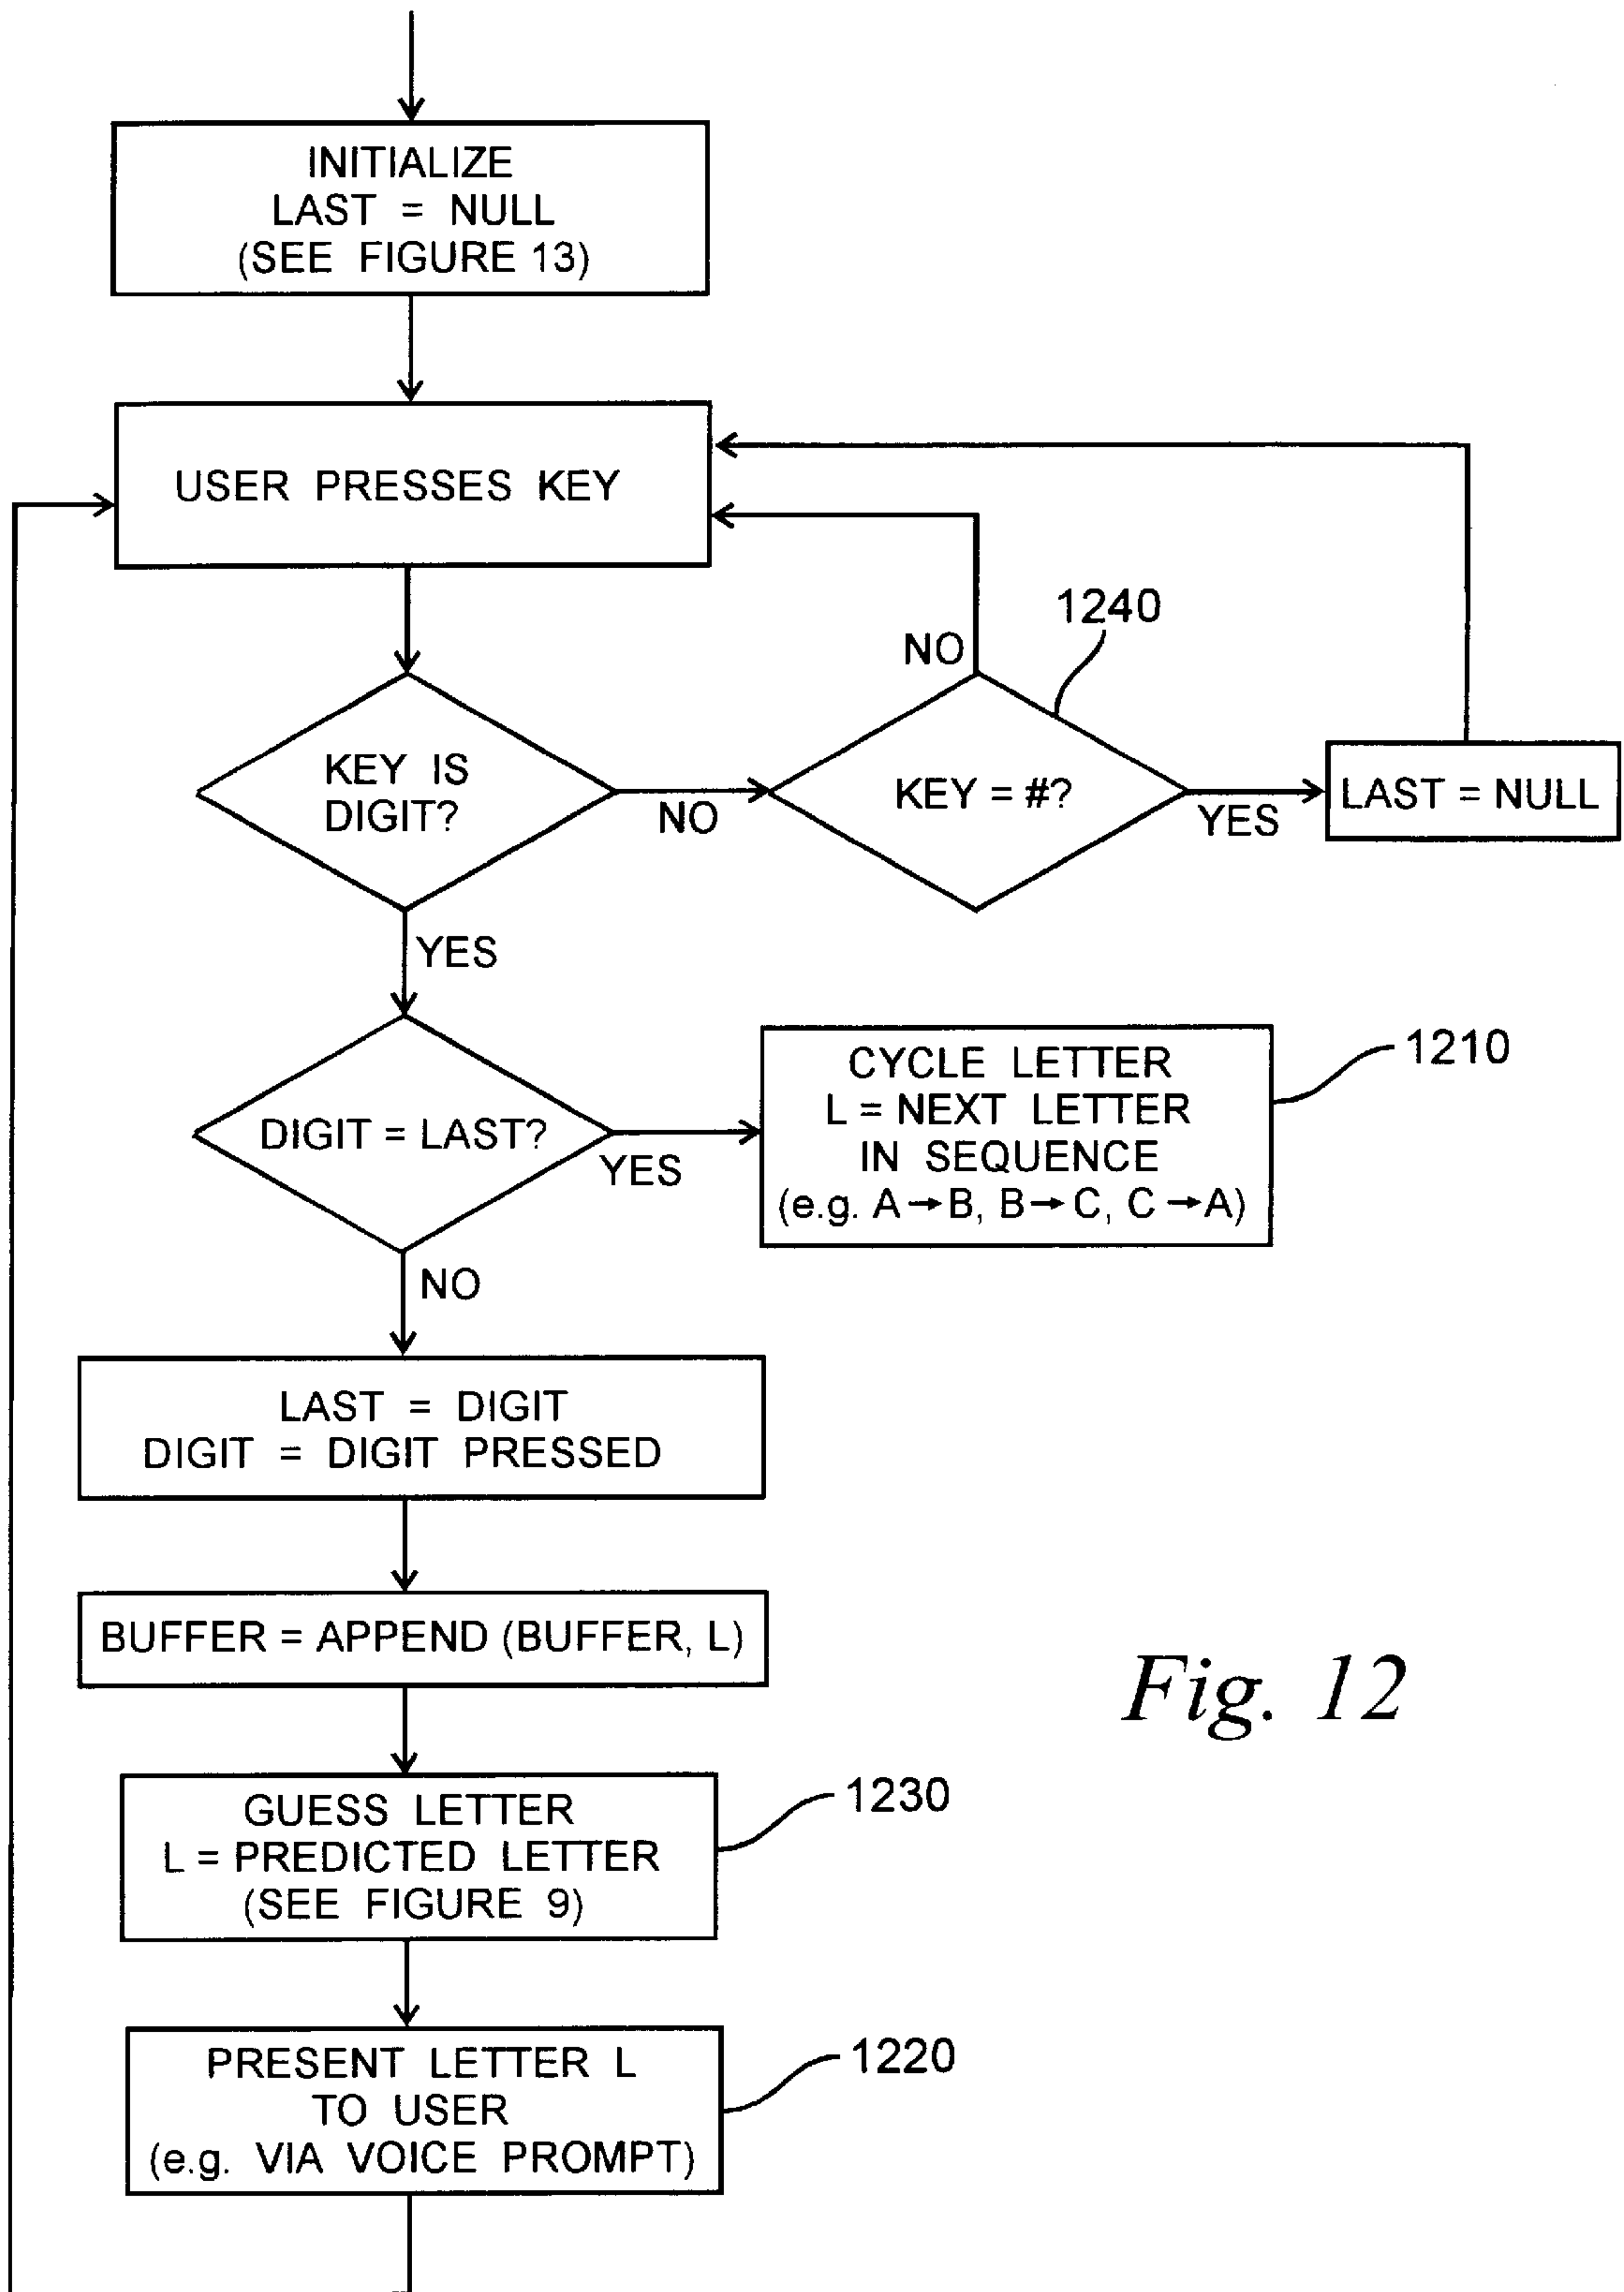 INITIALIZE
LAST = NULL
(SEE FIGURE 13)
USER PRESSES KEY
1240
NO
KEY IS
DIGIT?
NO
KEY = #?
YES
LAST = NULL
YES
DIGIT = LAST?
YES
CYCLE LETTER
L = NEXT LETTER
IN SEQUENCE
(e.g. A→B, B→C, C→A)
1210
NO
LAST = DIGIT
DIGIT = DIGIT PRESSED
BUFFER = APPEND (BUFFER, L)
Fig. 12
GUESS LETTER
L = PREDICTED LETTER
(SEE FIGURE 9)
1230
PRESENT LETTER L
TO USER
(e.g. VIA VOICE PROMPT)
1220